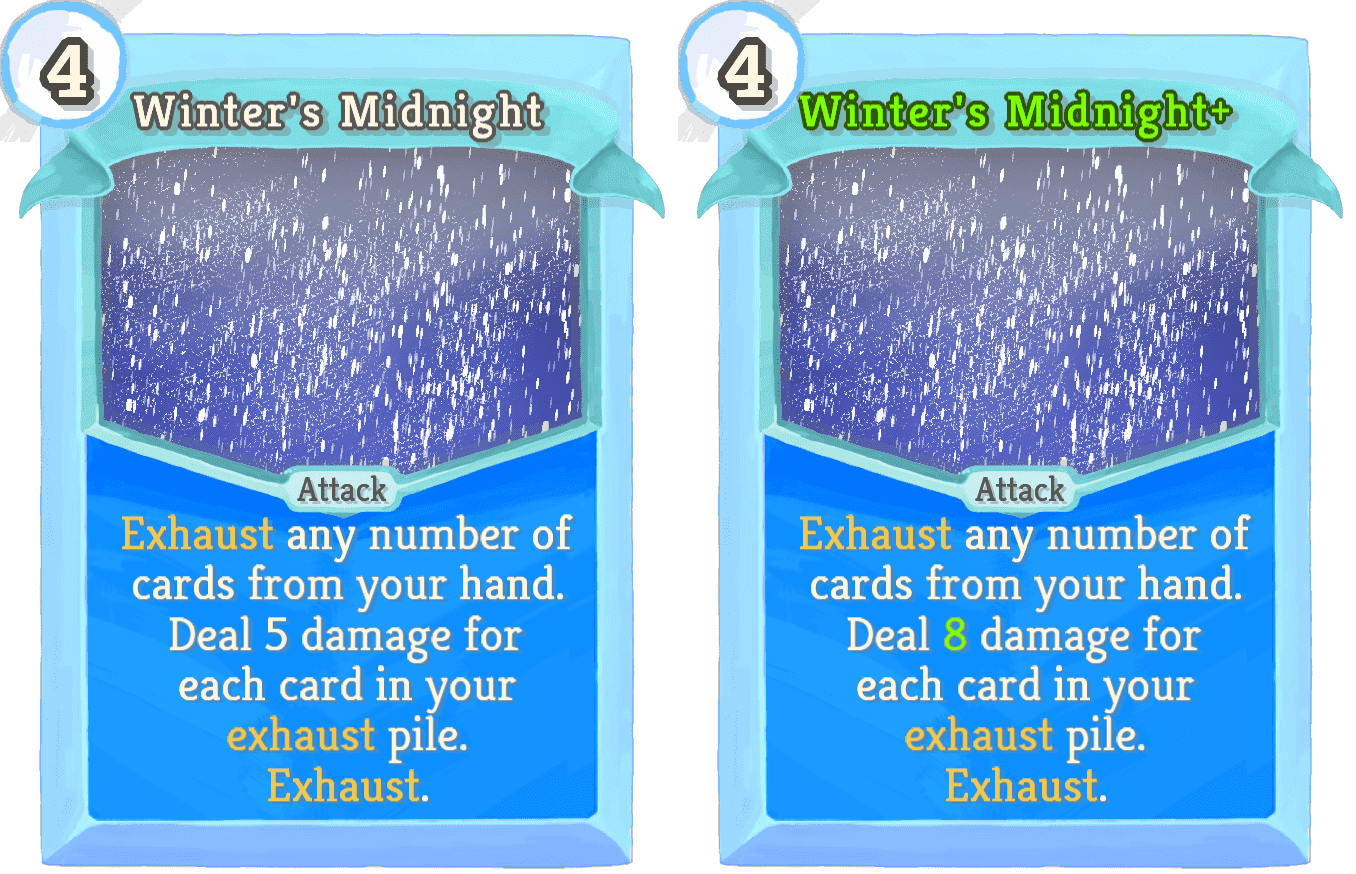 4
Winter's Midnight
Attack
Exhaust any number of
cards from your hand.
Deal 5 damage for
each card in your
exhaust pile.
Exhaust.
4
Winter's Midnight+
Attack
Exhaust any number of
cards from your hand.
Deal 8 damage for
each card in your
exhaust pile.
Exhaust.